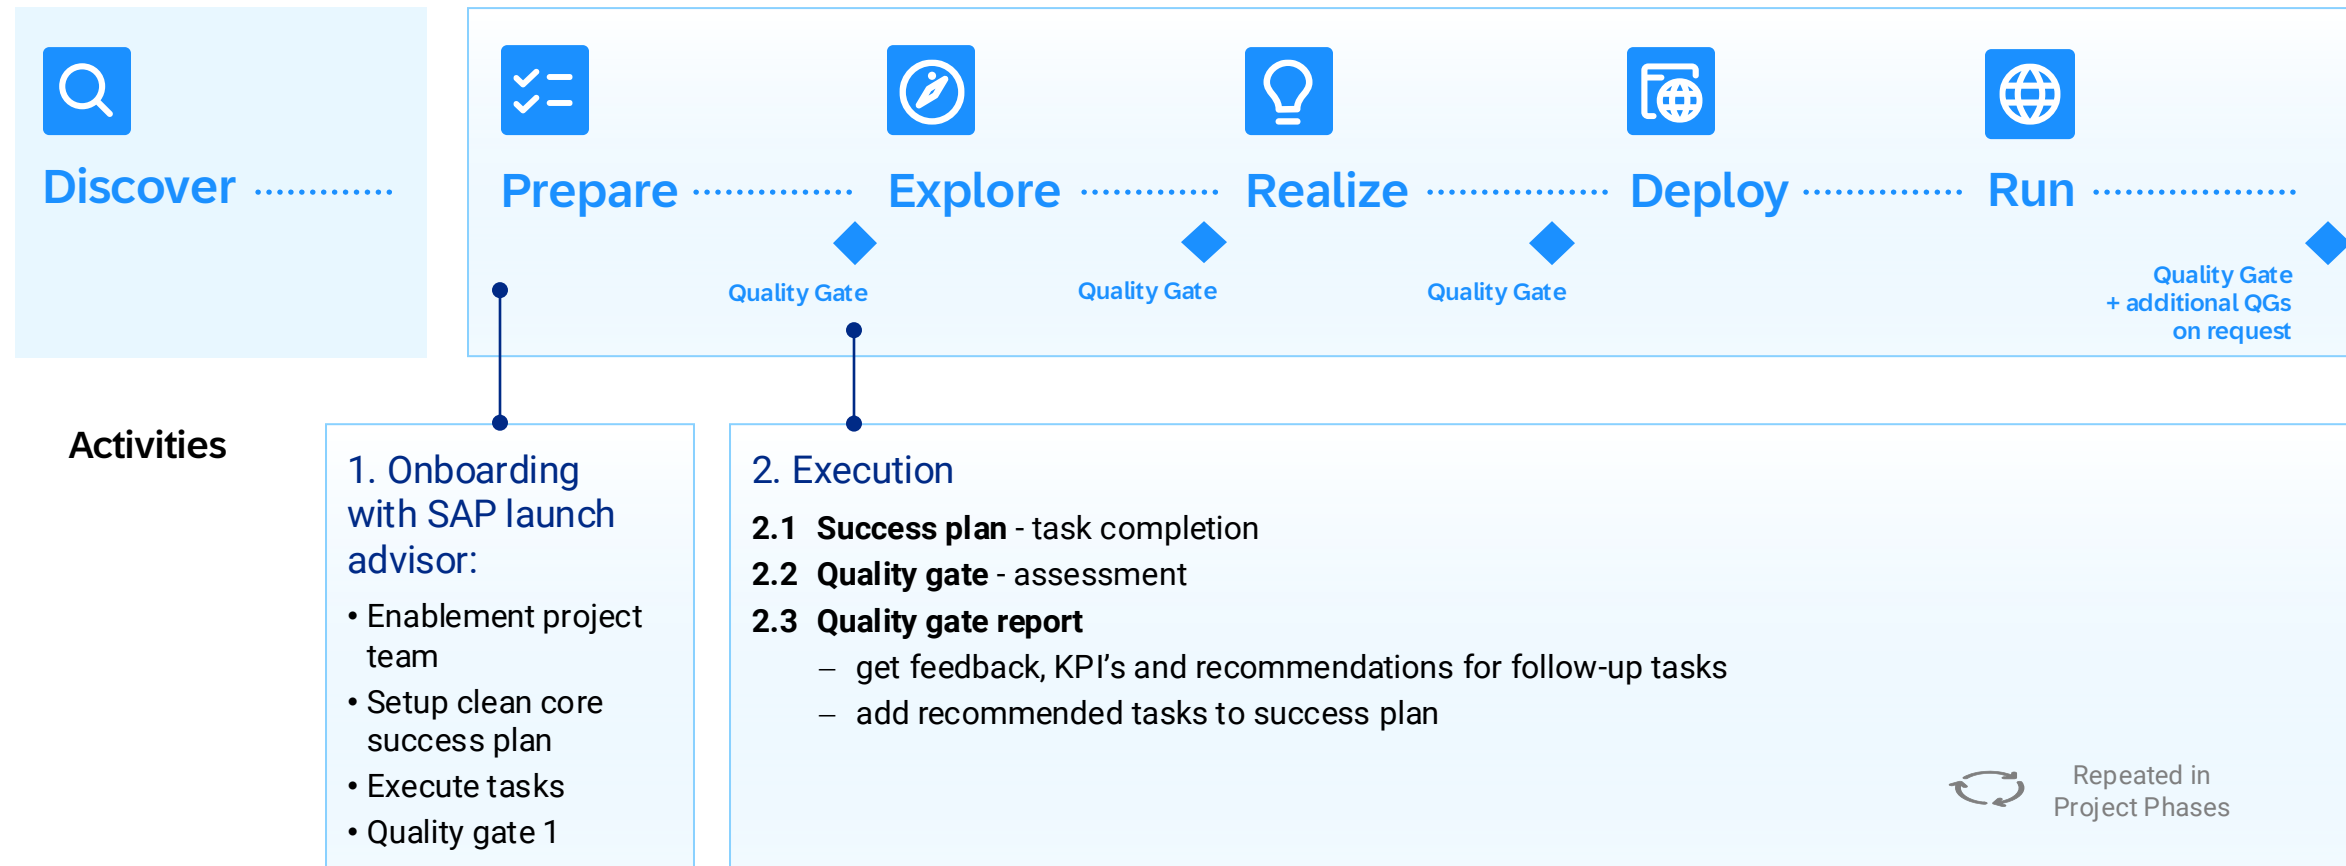 Discover
Prepare
Explore
Realize
Deploy
Run
Quality Gate
Quality Gate
Quality Gate
Quality Gate
+ additional QGs
on request
Activities
1. Onboarding
with SAP launch
advisor:
• Enablement project
team
• Setup clean core
success plan
• Execute tasks
• Quality gate 1
2. Execution
2.1 Success plan - task completion
2.2 Quality gate - assessment
2.3 Quality gate report
– get feedback, KPI’s and recommendations for follow-up tasks
– add recommended tasks to success plan
Repeated in
Project Phases